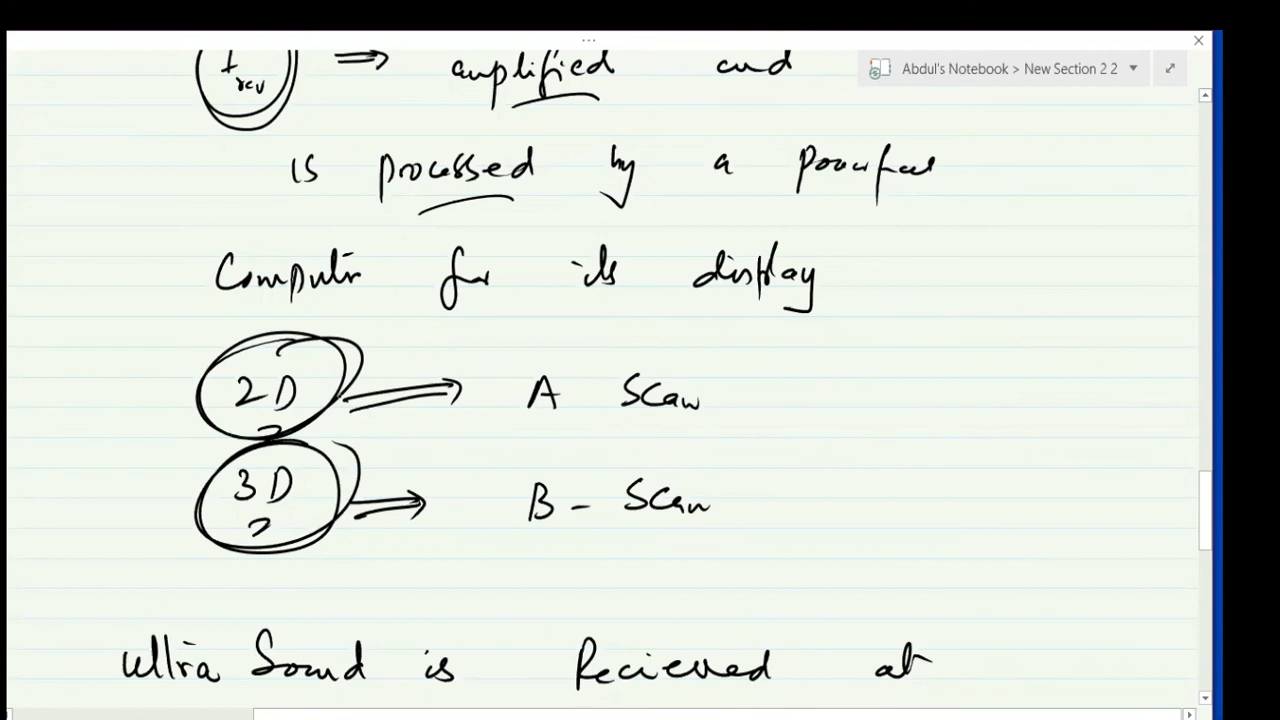 Abdul's Notebook > New Section 2 2
rev ⇒ amplified and
is processed by a powerful
Computer for its display
2D ⇒ A Scan
3D ⇒ B - Scan
Ultra Sound is Recieved at